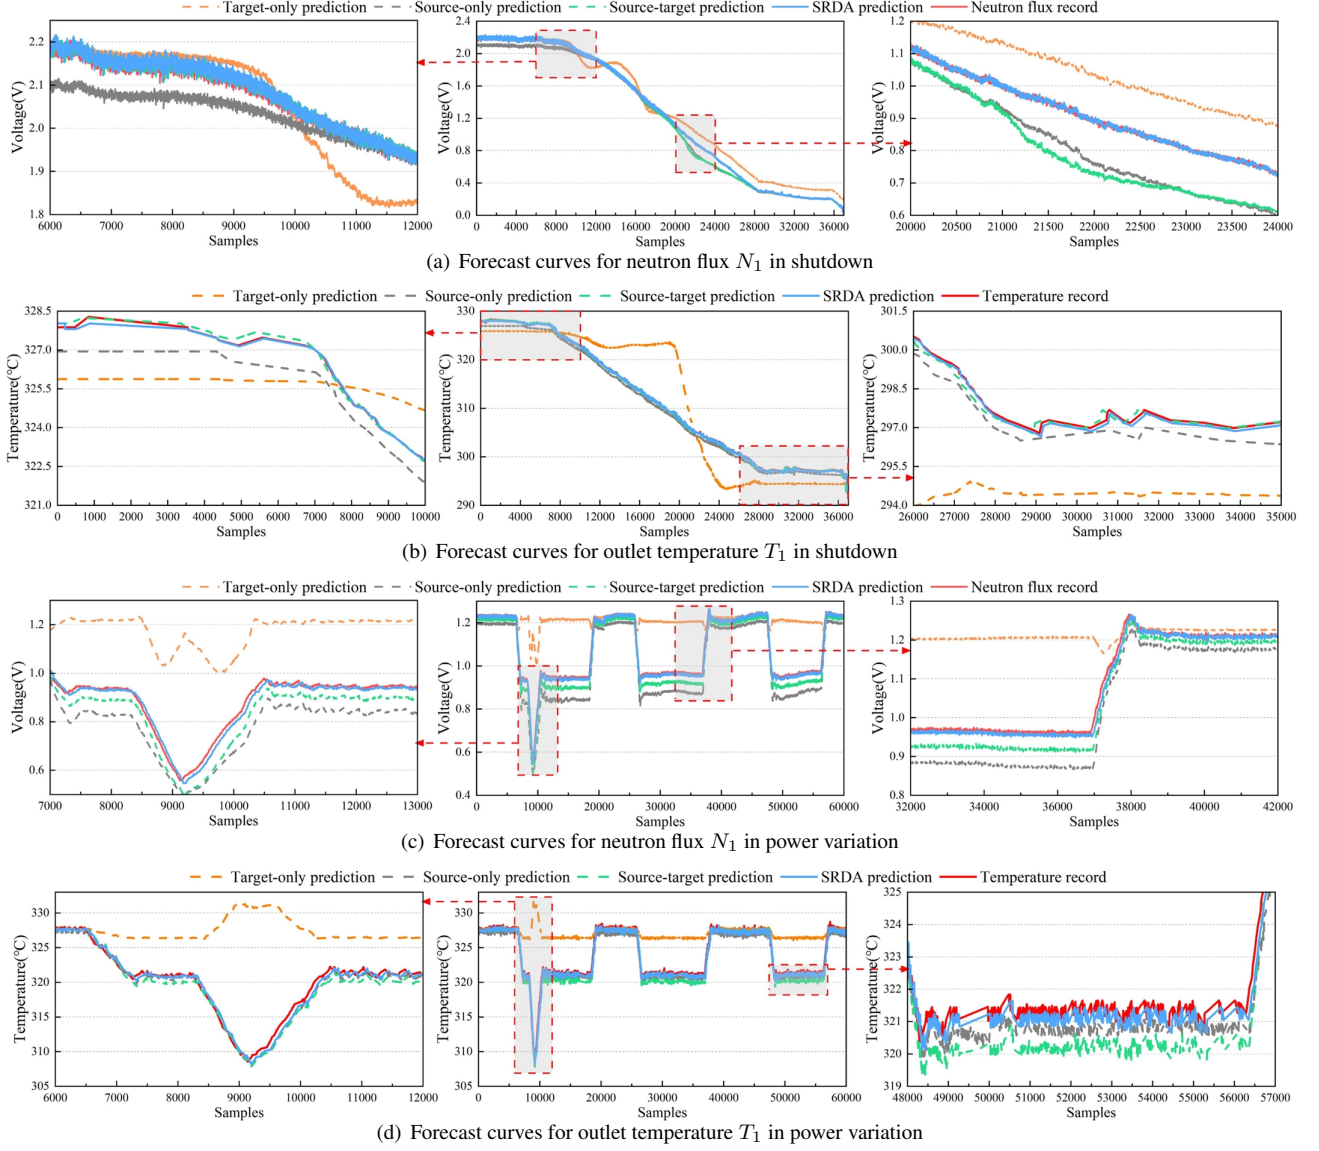 Target-only prediction Source-only prediction Source-target prediction SRDA prediction Neutron flux record
2.2 2.1 2.0 1.9 1.8
Voltage(V)
6000 7000 8000 9000 10000 11000 12000
Samples
2.4 2.0 1.6 1.2 0.8 0.4 0.0
Voltage(V)
0 4000 8000 12000 16000 20000 24000 28000 32000 36000
Samples
1.2 1.1 1.0 0.9 0.8 0.7 0.6
Voltage(V)
20000 20500 21000 21500 22000 22500 23000 23500 24000
Samples
(a) Forecast curves for neutron flux N1 in shutdown
Target-only prediction Source-only prediction Source-target prediction SRDA prediction Temperature record
328.5 327.0 325.5 324.0 322.5 321.0
Temperature(°C)
0 1000 2000 3000 4000 5000 6000 7000 8000 9000 10000
Samples
330 320 310 300 290
Temperature(°C)
0 4000 8000 12000 16000 20000 24000 28000 32000 36000
Samples
301.5 300.0 298.5 297.0 295.5 294.0
Temperature(°C)
26000 27000 28000 29000 30000 31000 32000 33000 34000 35000
Samples
(b) Forecast curves for outlet temperature T1 in shutdown
Target-only prediction Source-only prediction Source-target prediction SRDA prediction Neutron flux record
1.2 1.0 0.8 0.6
Voltage(V)
7000 8000 9000 10000 11000 12000 13000
Samples
1.2 1.0 0.8 0.6 0.4
Voltage(V)
0 10000 20000 30000 40000 50000 60000
Samples
1.3 1.2 1.1 1.0 0.9 0.8
Voltage(V)
32000 34000 36000 38000 40000 42000
Samples
(c) Forecast curves for neutron flux N1 in power variation
Target-only prediction Source-only prediction Source-target prediction SRDA prediction Temperature record
330 325 320 315 310 305
Temperature(°C)
6000 7000 8000 9000 10000 11000 12000
Samples
330 325 320 315 310 305
Temperature(°C)
0 10000 20000 30000 40000 50000 60000
Samples
325 324 323 322 321 320 319
Temperature(°C)
48000 49000 50000 51000 52000 53000 54000 55000 56000 57000
Samples
(d) Forecast curves for outlet temperature T1 in power variation